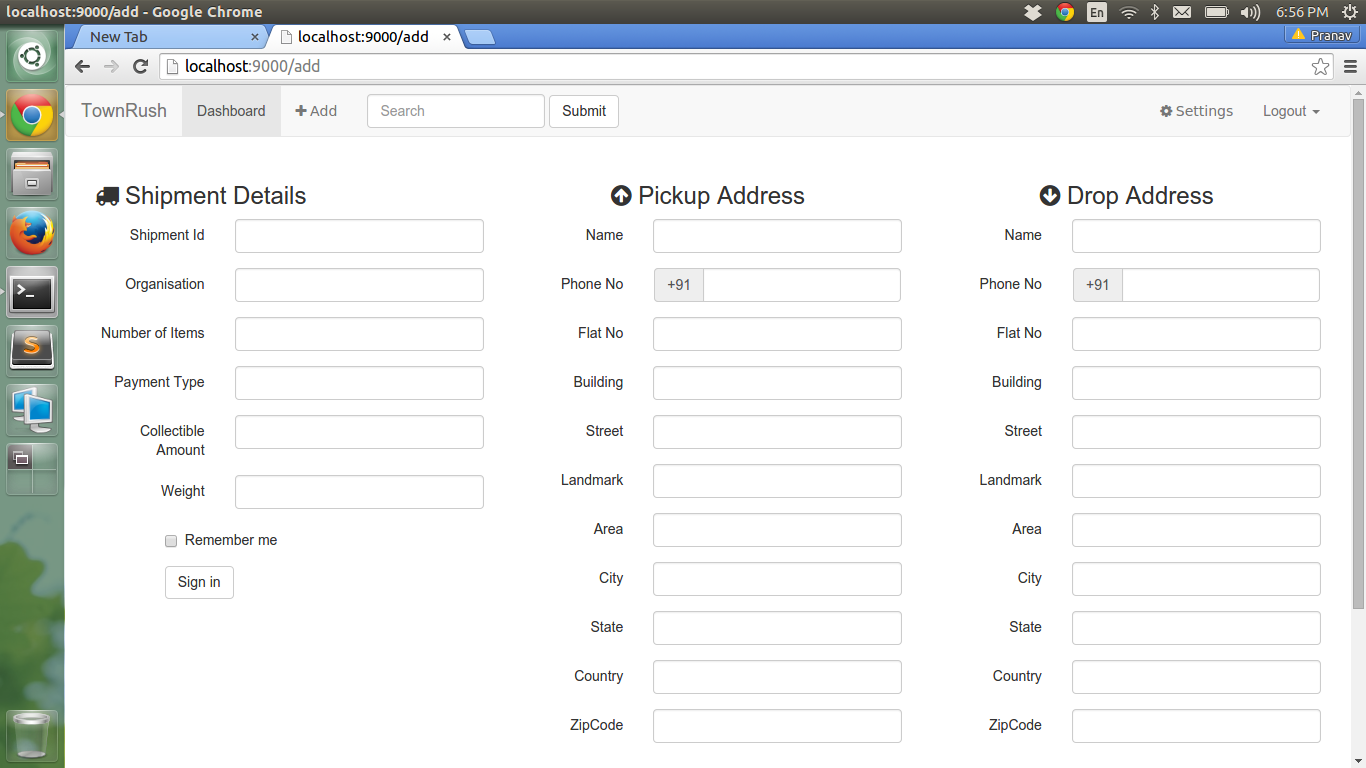 localhost:9000/add - Google Chrome
En
6:56 PM
New Tab
localhost:9000/add
Pranav
localhost:9000/add
TownRush
Dashboard
Add
Search
Submit
Settings
Logout
Shipment Details
Shipment Id
Organisation
Number of Items
Payment Type
Collectible
Amount
Weight
Remember me
Sign in
Pickup Address
Name
Phone No
+91
Flat No
Building
Street
Landmark
Area
City
State
Country
ZipCode
Drop Address
Name
Phone No
+91
Flat No
Building
Street
Landmark
Area
City
State
Country
ZipCode